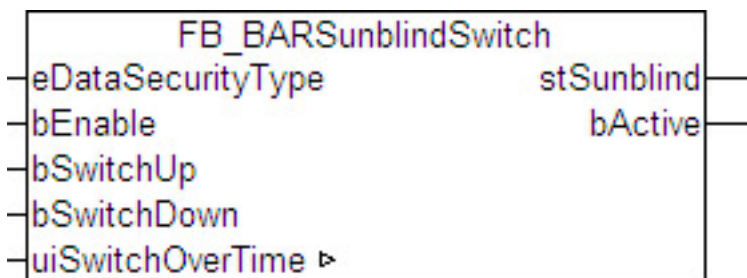 FB_BARSunblindSwitch
eDataSecurityType stSunblind
bEnable bActive
bSwitchUp
bSwitchDown
uiSwitchOverTime ▷